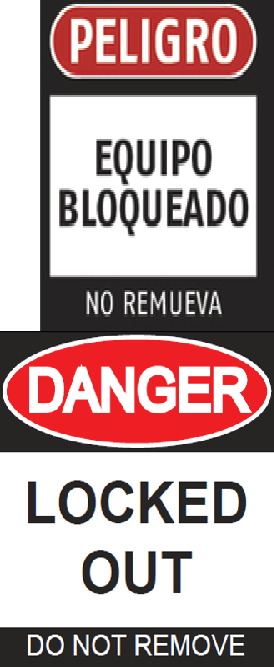 PELIGRO
EQUIPO
BLOQUEADO
NO REMUEVA
DANGER
LOCKED
OUT
DO NOT REMOVE